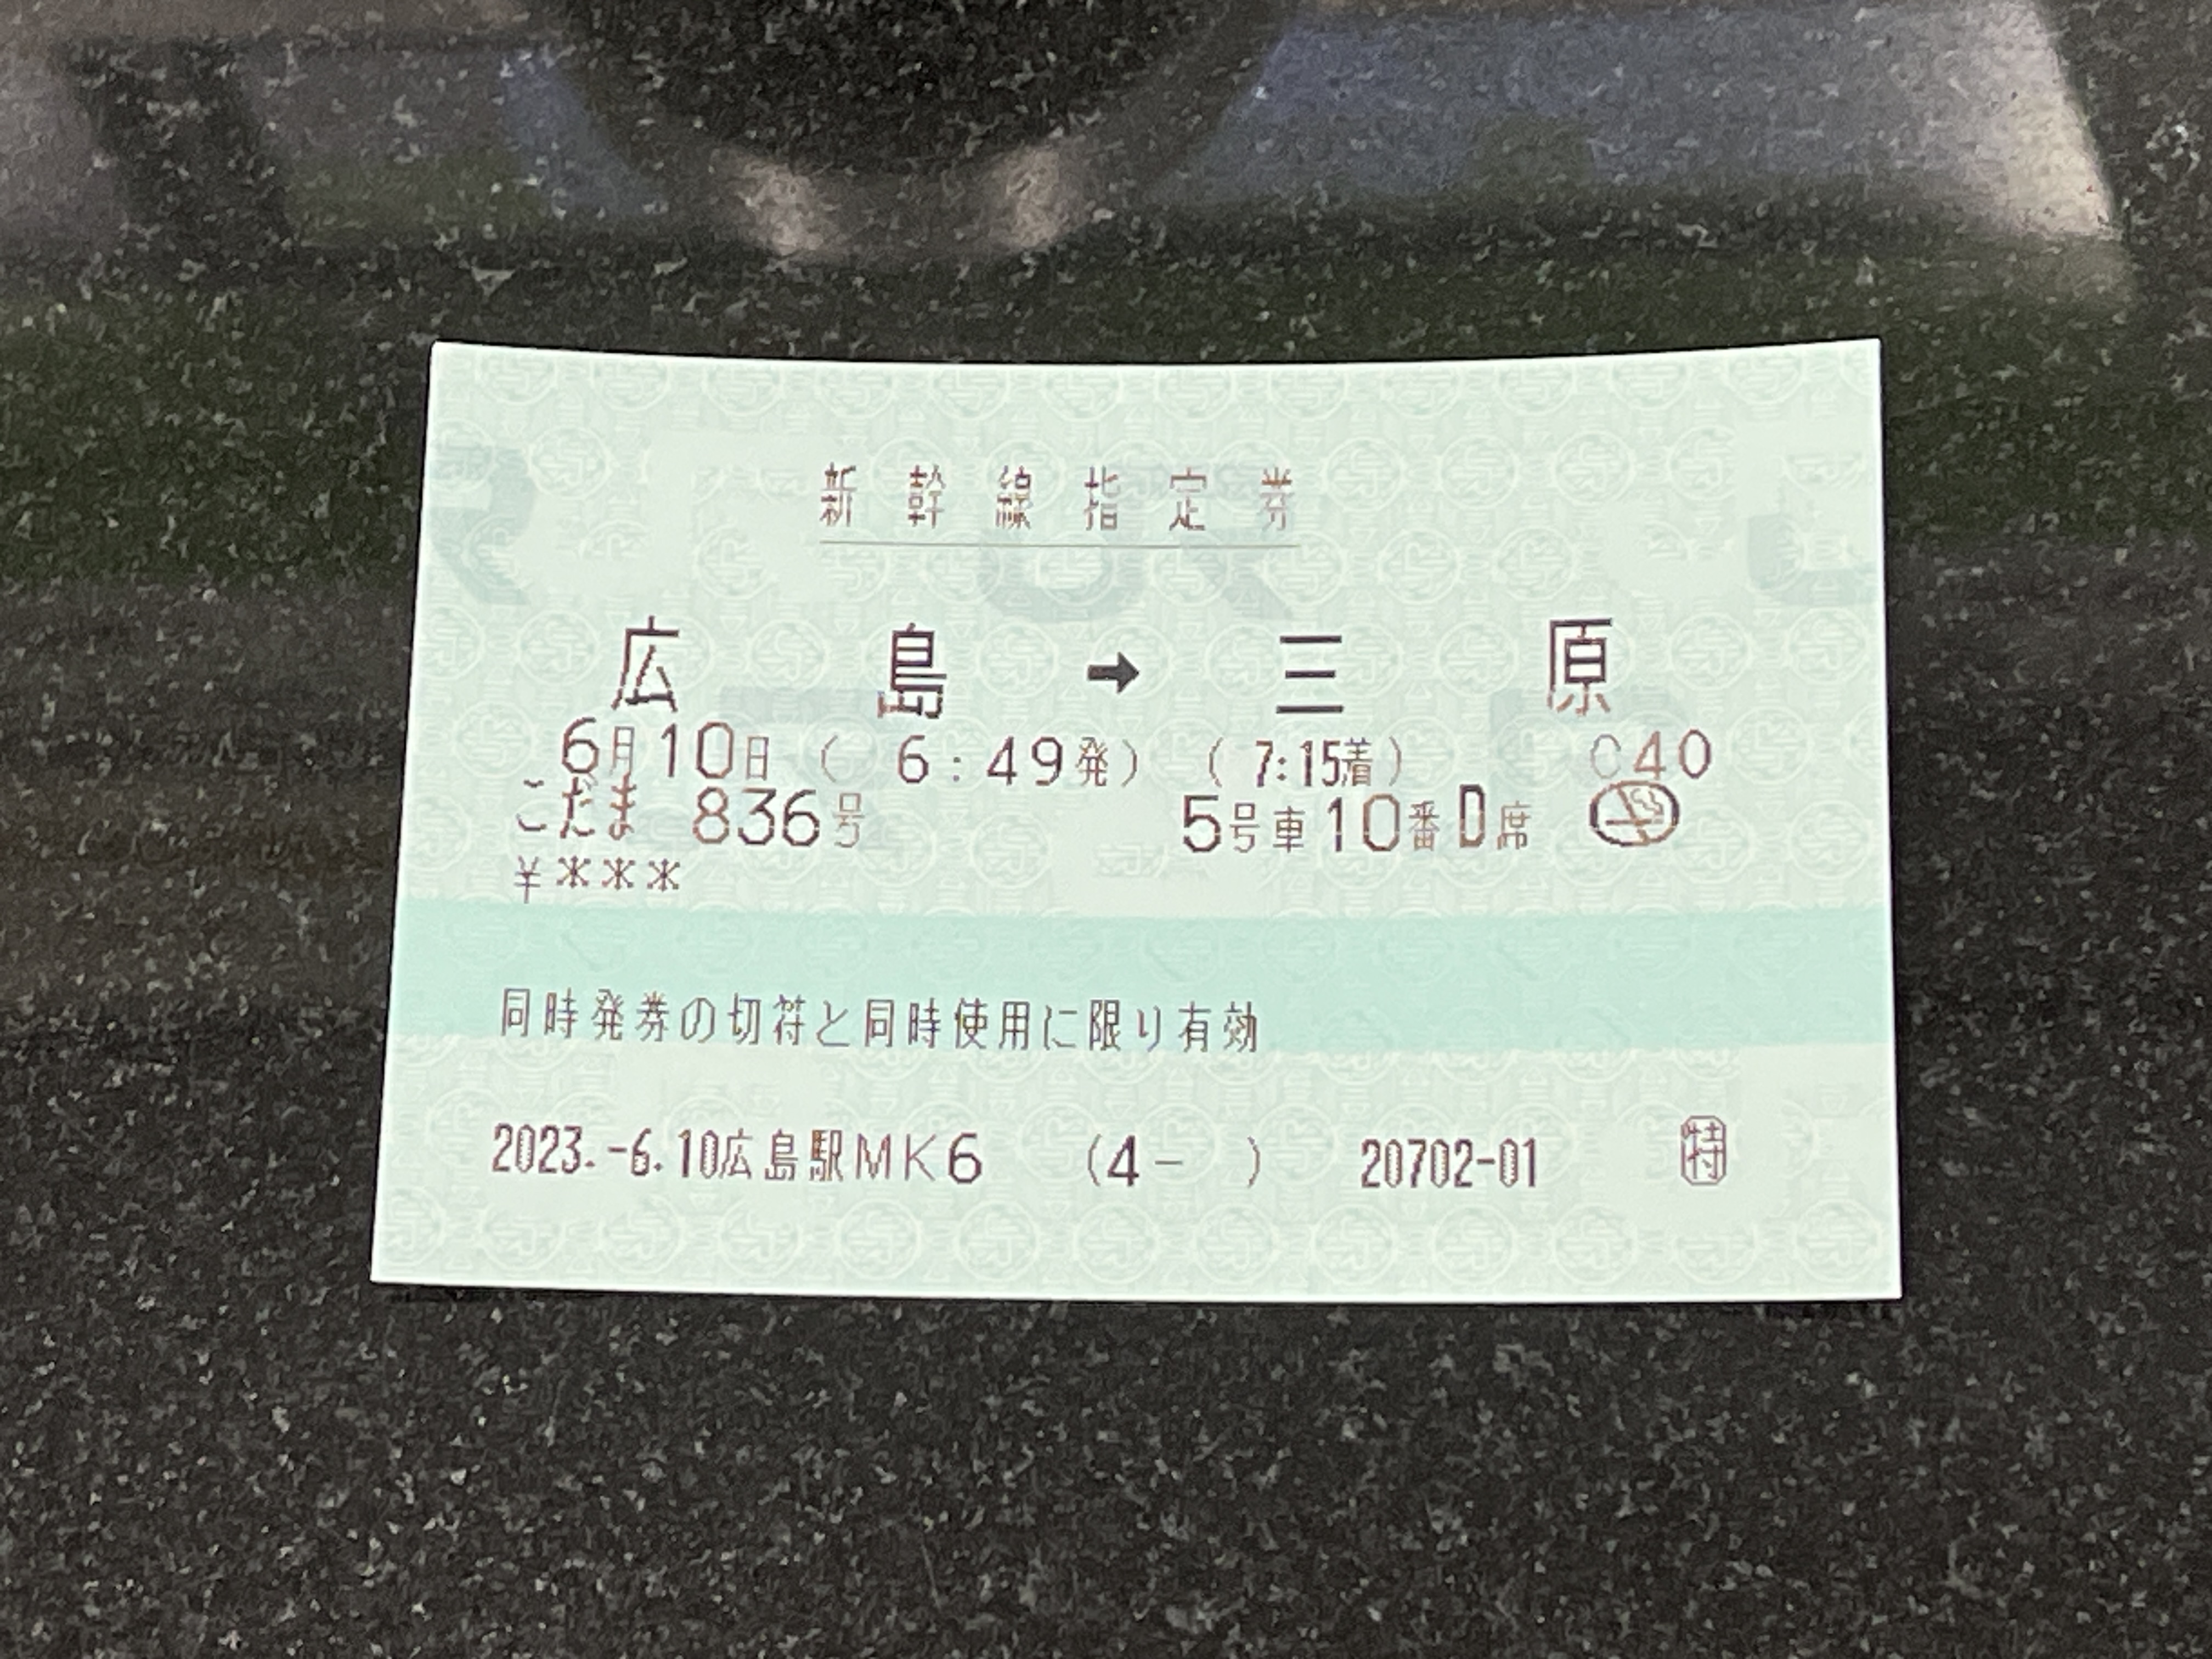 新幹線指定券
広島➡三原
6月10日( 6:49発) ( 7:15着) C40
こだま 836号 5号車10番D席
¥***
同時発券の切符と同時使用に限り有効
2023.-6.10広島駅MK6 (4- ) 20702-01 特